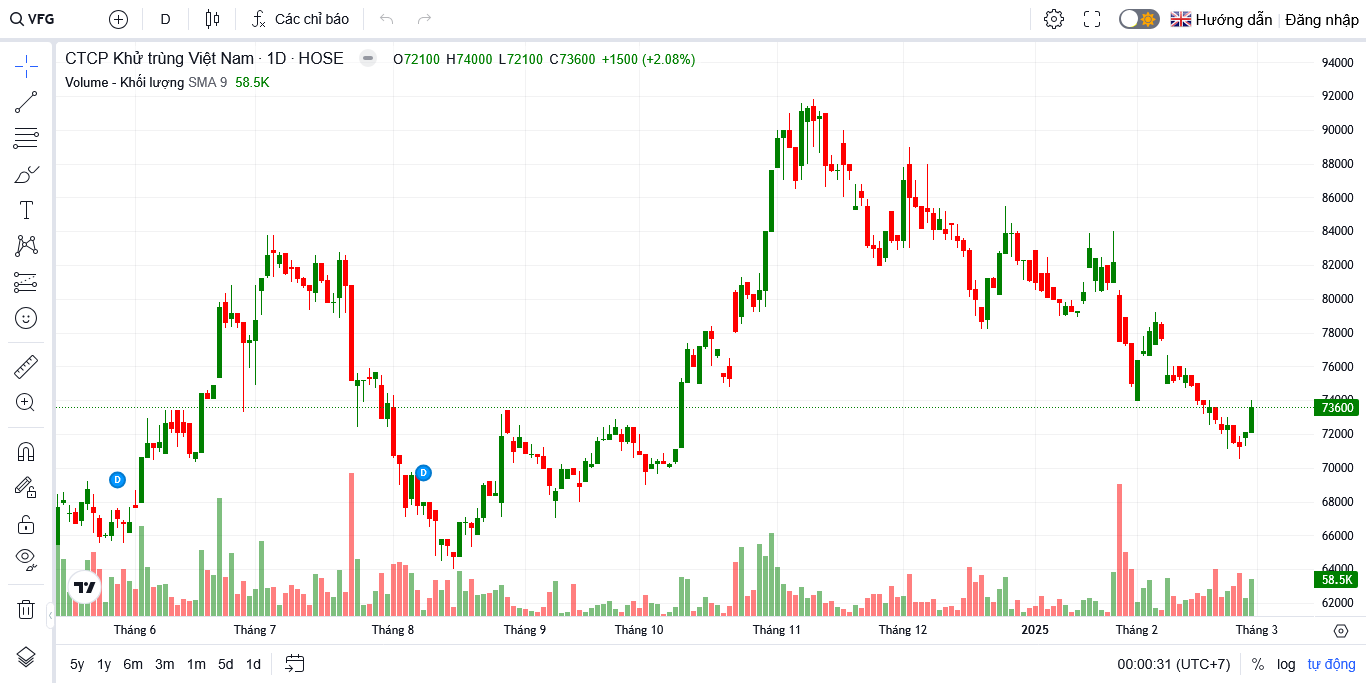 VFG D Các chỉ báo Hướng dẫn Đăng nhập
CTCP Khử trùng Việt Nam · 1D · HOSE O72100 H74000 L72100 C73600 +1500 (+2.08%)
Volume - Khối lượng SMA 9 58.5K
94000
92000
90000
88000
86000
84000
82000
80000
78000
76000
74000
73600
72000
D D
70000
68000
66000
64000
58.5K
62000
Tháng 6 Tháng 7 Tháng 8 Tháng 9 Tháng 10 Tháng 11 Tháng 12 2025 Tháng 2 Tháng 3
5y 1y 6m 3m 1m 5d 1d 00:00:31 (UTC+7) % log tự động